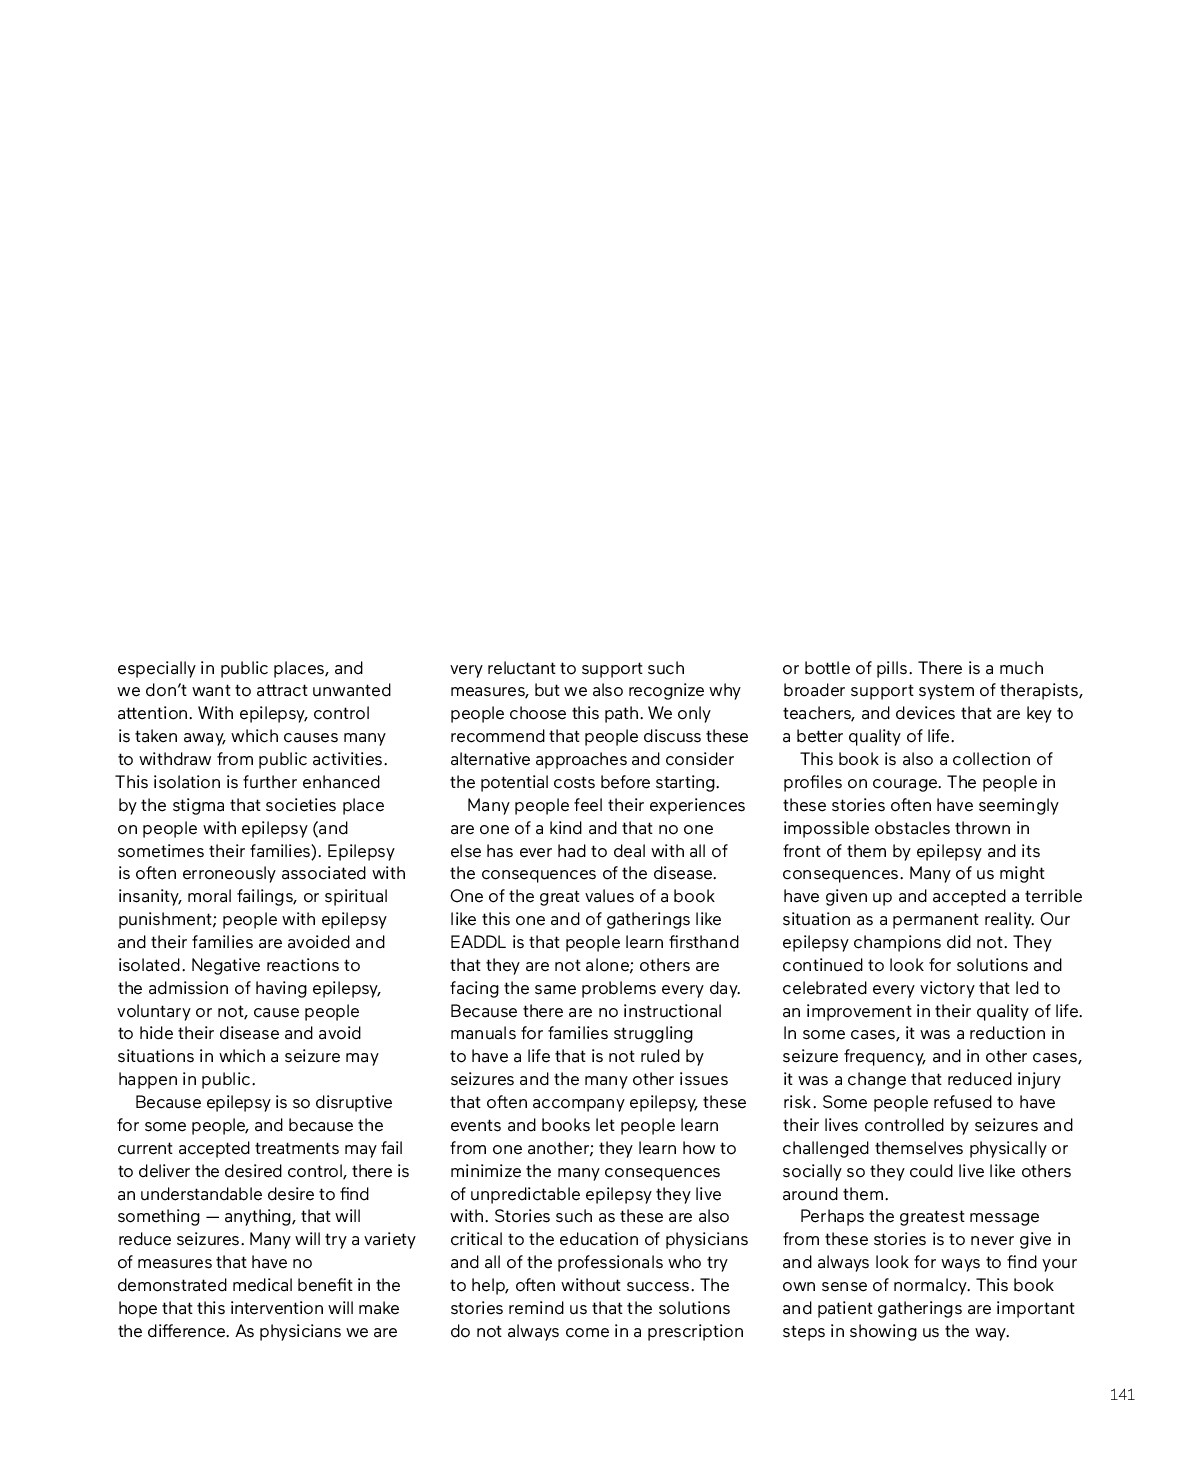 especially in public places, and
we don’t want to attract unwanted
attention. With epilepsy, control
is taken away, which causes many
to withdraw from public activities.
This isolation is further enhanced
by the stigma that societies place
on people with epilepsy (and
sometimes their families). Epilepsy
is often erroneously associated with
insanity, moral failings, or spiritual
punishment; people with epilepsy
and their families are avoided and
isolated. Negative reactions to
the admission of having epilepsy,
voluntary or not, cause people
to hide their disease and avoid
situations in which a seizure may
happen in public.
Because epilepsy is so disruptive
for some people, and because the
current accepted treatments may fail
to deliver the desired control, there is
an understandable desire to find
something — anything, that will
reduce seizures. Many will try a variety
of measures that have no
demonstrated medical benefit in the
hope that this intervention will make
the difference. As physicians we are
very reluctant to support such
measures, but we also recognize why
people choose this path. We only
recommend that people discuss these
alternative approaches and consider
the potential costs before starting.
Many people feel their experiences
are one of a kind and that no one
else has ever had to deal with all of
the consequences of the disease.
One of the great values of a book
like this one and of gatherings like
EADDL is that people learn firsthand
that they are not alone; others are
facing the same problems every day.
Because there are no instructional
manuals for families struggling
to have a life that is not ruled by
seizures and the many other issues
that often accompany epilepsy, these
events and books let people learn
from one another; they learn how to
minimize the many consequences
of unpredictable epilepsy they live
with. Stories such as these are also
critical to the education of physicians
and all of the professionals who try
to help, often without success. The
stories remind us that the solutions
do not always come in a prescription
or bottle of pills. There is a much
broader support system of therapists,
teachers, and devices that are key to
a better quality of life.
This book is also a collection of
profiles on courage. The people in
these stories often have seemingly
impossible obstacles thrown in
front of them by epilepsy and its
consequences. Many of us might
have given up and accepted a terrible
situation as a permanent reality. Our
epilepsy champions did not. They
continued to look for solutions and
celebrated every victory that led to
an improvement in their quality of life.
In some cases, it was a reduction in
seizure frequency, and in other cases,
it was a change that reduced injury
risk. Some people refused to have
their lives controlled by seizures and
challenged themselves physically or
socially so they could live like others
around them.
Perhaps the greatest message
from these stories is to never give in
and always look for ways to find your
own sense of normalcy. This book
and patient gatherings are important
steps in showing us the way.
141